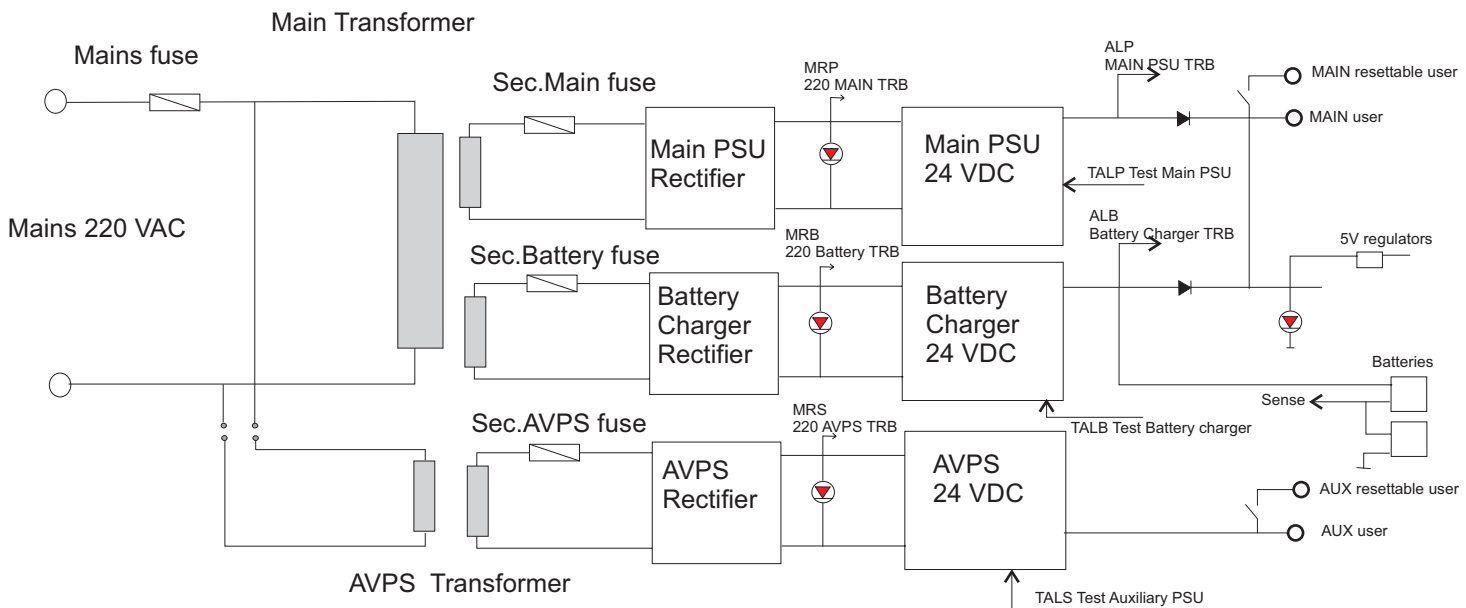 Main Transformer
Mains fuse
Sec.Main fuse
MRP
220 MAIN TRB
ALP
MAIN PSU TRB
MAIN resettable user
MAIN user
Main PSU
Rectifier
Main PSU
24 VDC
TALP Test Main PSU
Mains 220 VAC
Sec.Battery fuse
MRB
220 Battery TRB
ALB
Battery Charger TRB
5V regulators
Battery
Charger
Rectifier
Battery
Charger
24 VDC
Batteries
Sense
TALB Test Battery charger
Sec.AVPS fuse
MRS
220 AVPS TRB
AVPS
Rectifier
AVPS
24 VDC
AUX resettable user
AUX user
AVPS Transformer
TALS Test Auxiliary PSU